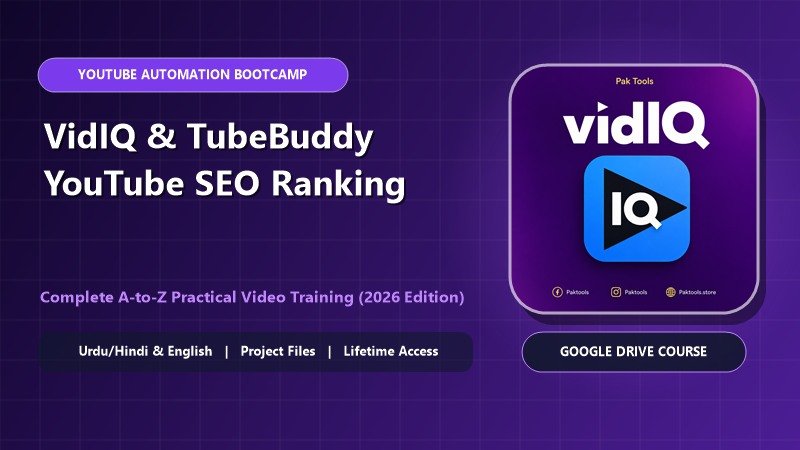 YOUTUBE AUTOMATION BOOTCAMP
VidIQ & TubeBuddy
YouTube SEO Ranking
Complete A-to-Z Practical Video Training (2026 Edition)
Urdu/Hindi & English | Project Files | Lifetime Access
Pak Tools
vidIQ
IQ
Paktools Paktools Paktools.store
GOOGLE DRIVE COURSE